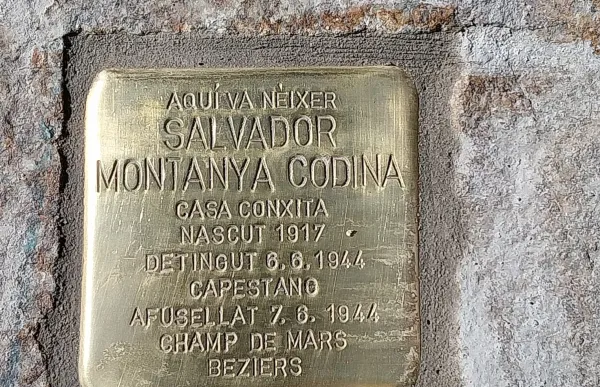 AQUÍ VA NÈIXER
SALVADOR
MONTANYA CODINA
CASA CONXITA
NASCUT 1917
DETINGUT 6.6.1944
CAPESTANO
AFUSELLAT 7.6.1944
CHAMP DE MARS
BEZIERS